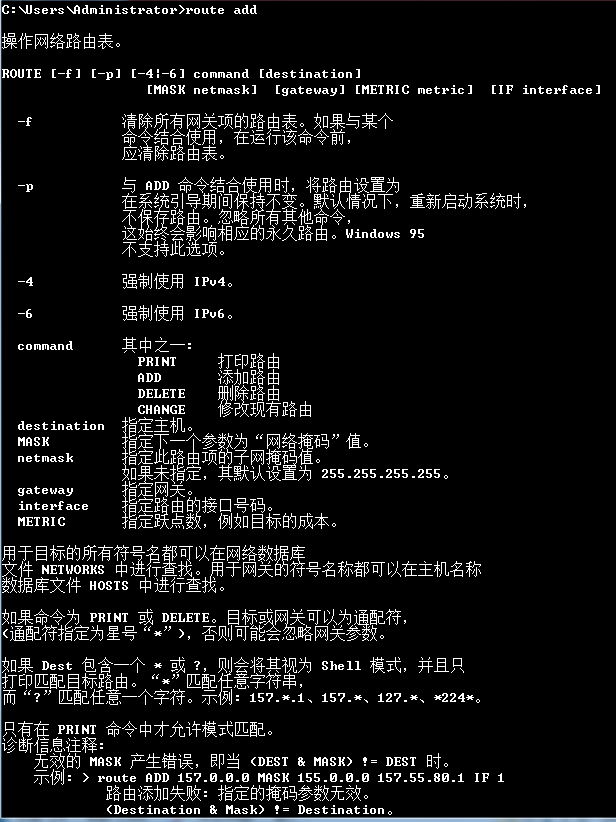 C:\Users\Administrator>route add
操作网络路由表。
ROUTE [-f] [-p] [-4|-6] command [destination]
[MASK netmask] [gateway] [METRIC metric] [IF interface]
-f 清除所有网关项的路由表。如果与某个
命令结合使用，在运行该命令前，
应清除路由表。
-p 与 ADD 命令结合使用时，将路由设置为
在系统引导期间保持不变。默认情况下，重新启动系统时，
不保存路由。忽略所有其他命令，
这始终会影响相应的永久路由。Windows 95
不支持此选项。
-4 强制使用 IPv4。
-6 强制使用 IPv6。
command 其中之一:
PRINT 打印路由
ADD 添加路由
DELETE 删除路由
CHANGE 修改现有路由
destination 指定主机。
MASK 指定下一个参数为“网络掩码”值。
netmask 指定此路由项的子网掩码值。
如果未指定，其默认设置为 255.255.255.255。
gateway 指定网关。
interface 指定路由的接口号码。
METRIC 指定跃点数，例如目标的成本。
用于目标的所有符号名都可以在网络数据库
文件 NETWORKS 中进行查找。用于网关的符号名称都可以在主机名称
数据库文件 HOSTS 中进行查找。
如果命令为 PRINT 或 DELETE。目标或网关可以为通配符，
(通配符指定为星号“*”)，否则可能会忽略网关参数。
如果 Dest 包含一个 * 或 ?，则会将其视为 Shell 模式，并且只
打印匹配目标路由。“*”匹配任意字符串，
而“?”匹配任意一个字符。示例: 157.*.1、157.*、127.*、*224*。
只有在 PRINT 命令中才允许模式匹配。
诊断信息注释:
无效的 MASK 产生错误，即当 (DEST & MASK) != DEST 时。
示例: > route ADD 157.0.0.0 MASK 155.0.0.0 157.55.80.1 IF 1
路由添加失败: 指定的掩码参数无效。
(Destination & Mask) != Destination。